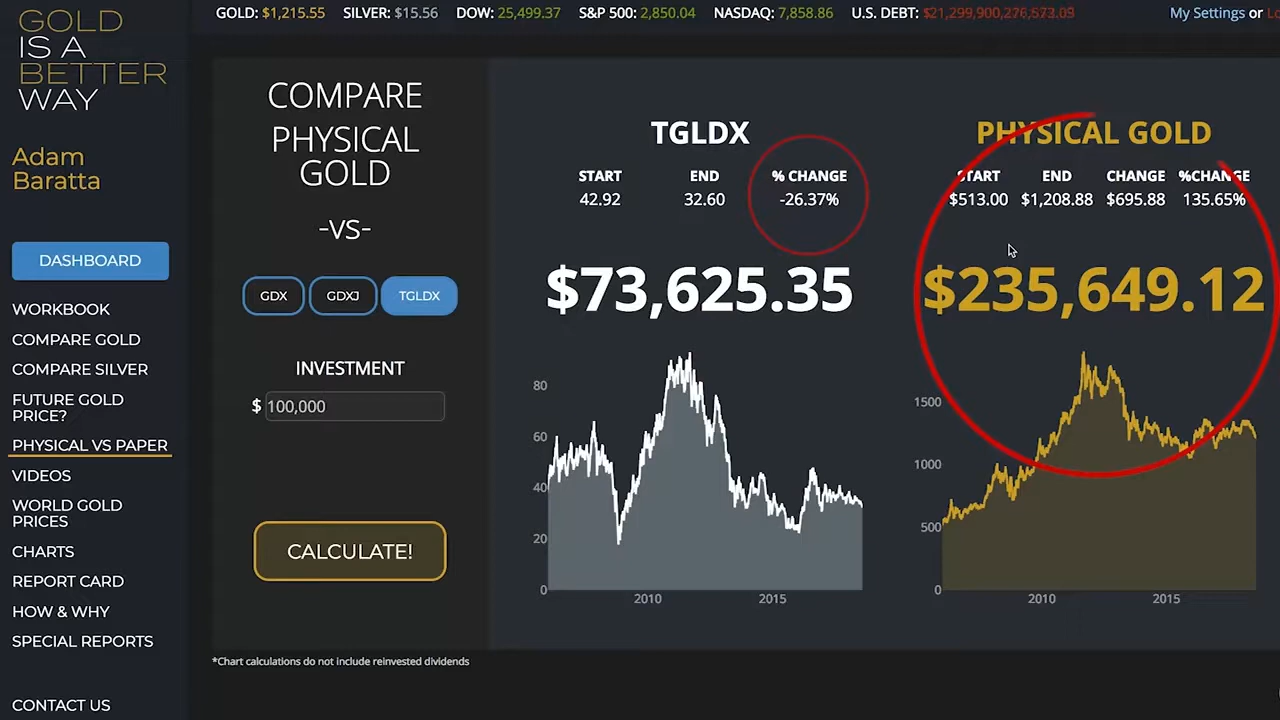 GOLD
IS A
BETTER
WAY
GOLD: $1,215.55 SILVER: $15.56 DOW: 25,499.37 S&P 500: 2,850.04 NASDAQ: 7,858.86 U.S. DEBT: $21,299,900,276,573.09 My Settings or
Adam
Baratta
DASHBOARD
WORKBOOK
COMPARE GOLD
COMPARE SILVER
FUTURE GOLD
PRICE?
PHYSICAL VS PAPER
VIDEOS
WORLD GOLD
PRICES
CHARTS
REPORT CARD
HOW & WHY
SPECIAL REPORTS
CONTACT US
COMPARE
PHYSICAL
GOLD
-VS-
GDX GDXJ TGLDX
INVESTMENT
$ 100,000
CALCULATE!
TGLDX
START END % CHANGE
42.92 32.60 -26.37%
$73,625.35
80
60
40
20
0
2010 2015
PHYSICAL GOLD
START END CHANGE %CHANGE
$513.00 $1,208.88 $695.88 135.65%
$235,649.12
1500
1000
500
0
2010 2015
*Chart calculations do not include reinvested dividends